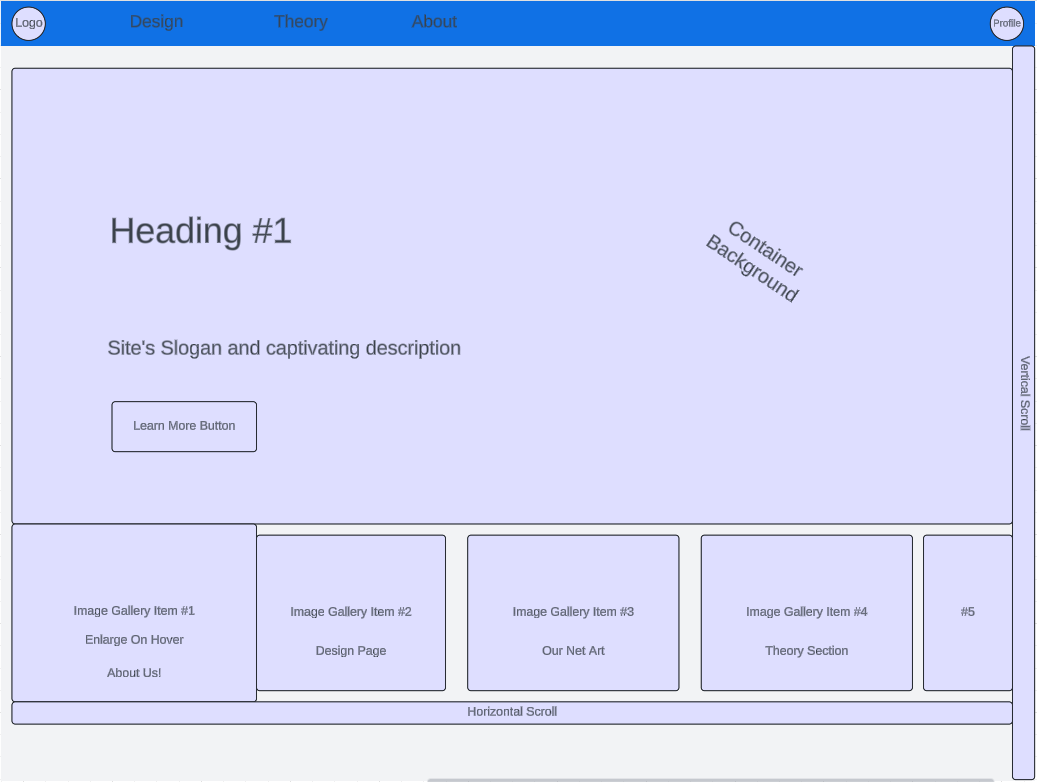 Logo
Design
Theory
About
Profile
Heading #1
Container
Background
Site's Slogan and captivating description
Learn More Button
Vertical Scroll
Image Gallery Item #1
Enlarge On Hover
About Us!
Image Gallery Item #2
Design Page
Image Gallery Item #3
Our Net Art
Image Gallery Item #4
Theory Section
#5
Horizontal Scroll